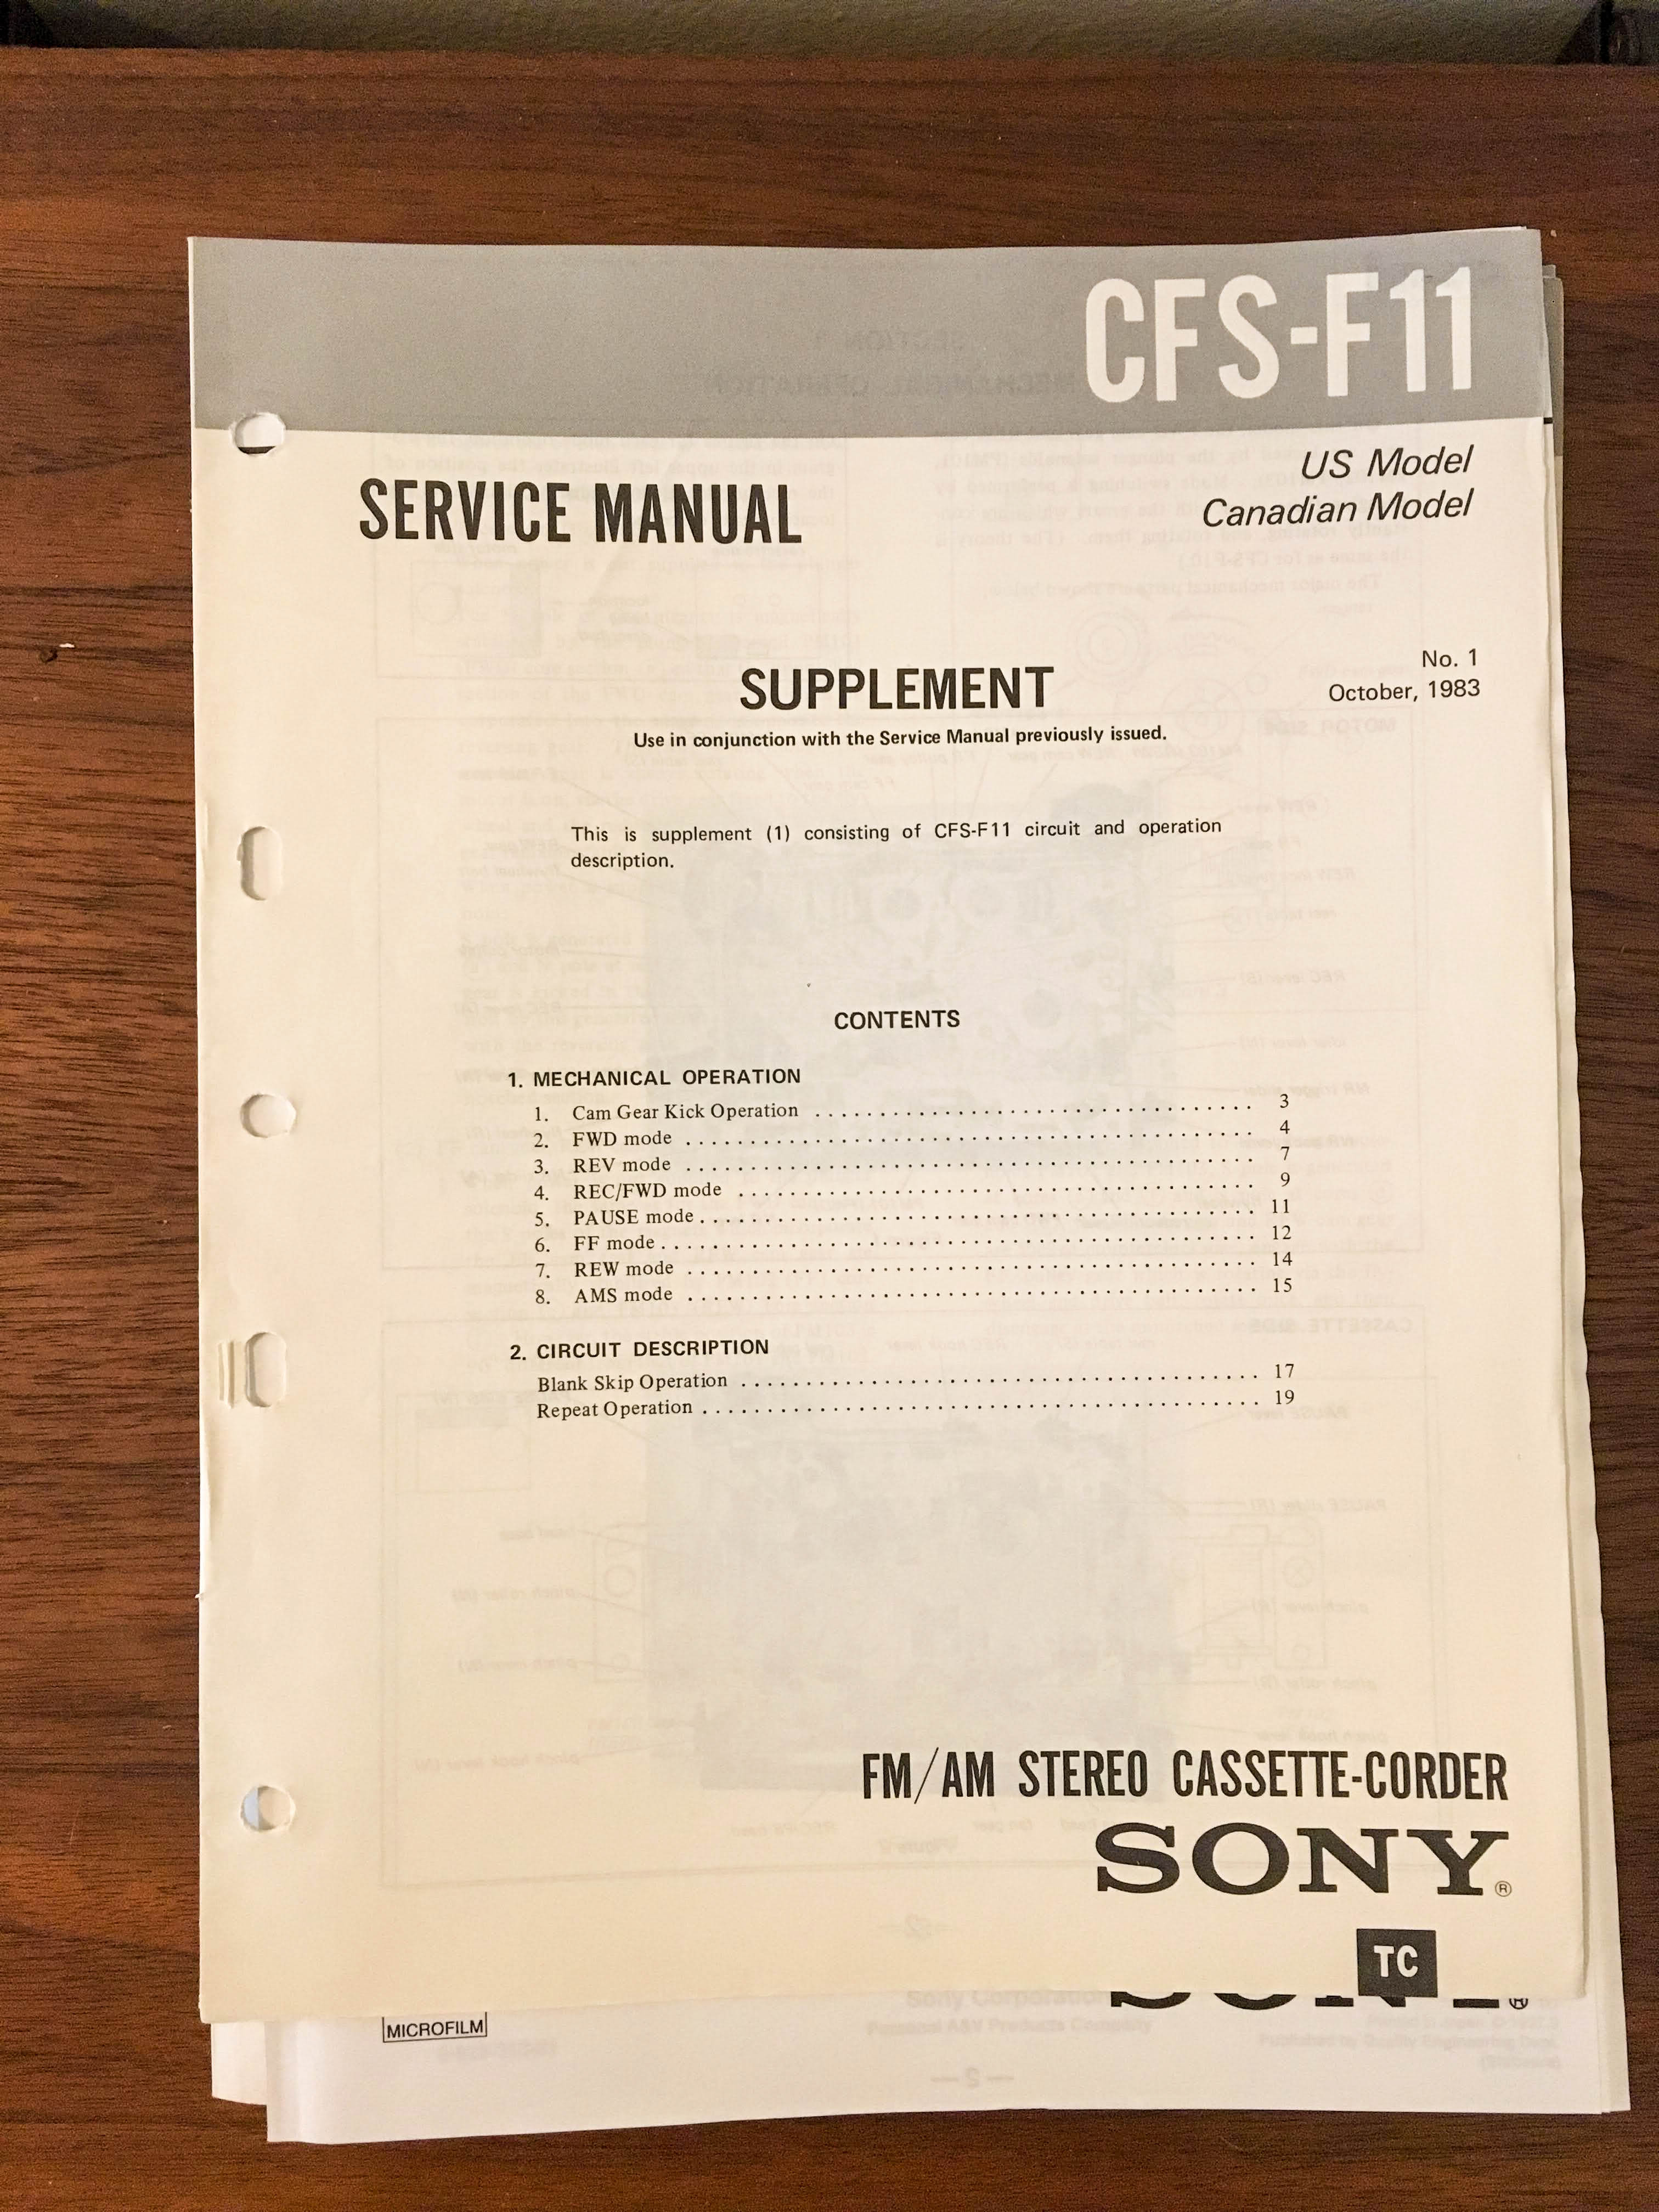 CFS-F11
US Model
Canadian Model
SERVICE MANUAL
SUPPLEMENT
No. 1
October, 1983
Use in conjunction with the Service Manual previously issued.
This is supplement (1) consisting of CFS-F11 circuit and operation
description.
CONTENTS
1. MECHANICAL OPERATION
1. Cam Gear Kick Operation 3
2. FWD mode 4
3. REV mode 7
4. REC/FWD mode 9
5. PAUSE mode 11
6. FF mode 12
7. REW mode 14
8. AMS mode 15
2. CIRCUIT DESCRIPTION
Blank Skip Operation 17
Repeat Operation 19
FM/AM STEREO CASSETTE-CORDER
SONY®
TC
MICROFILM